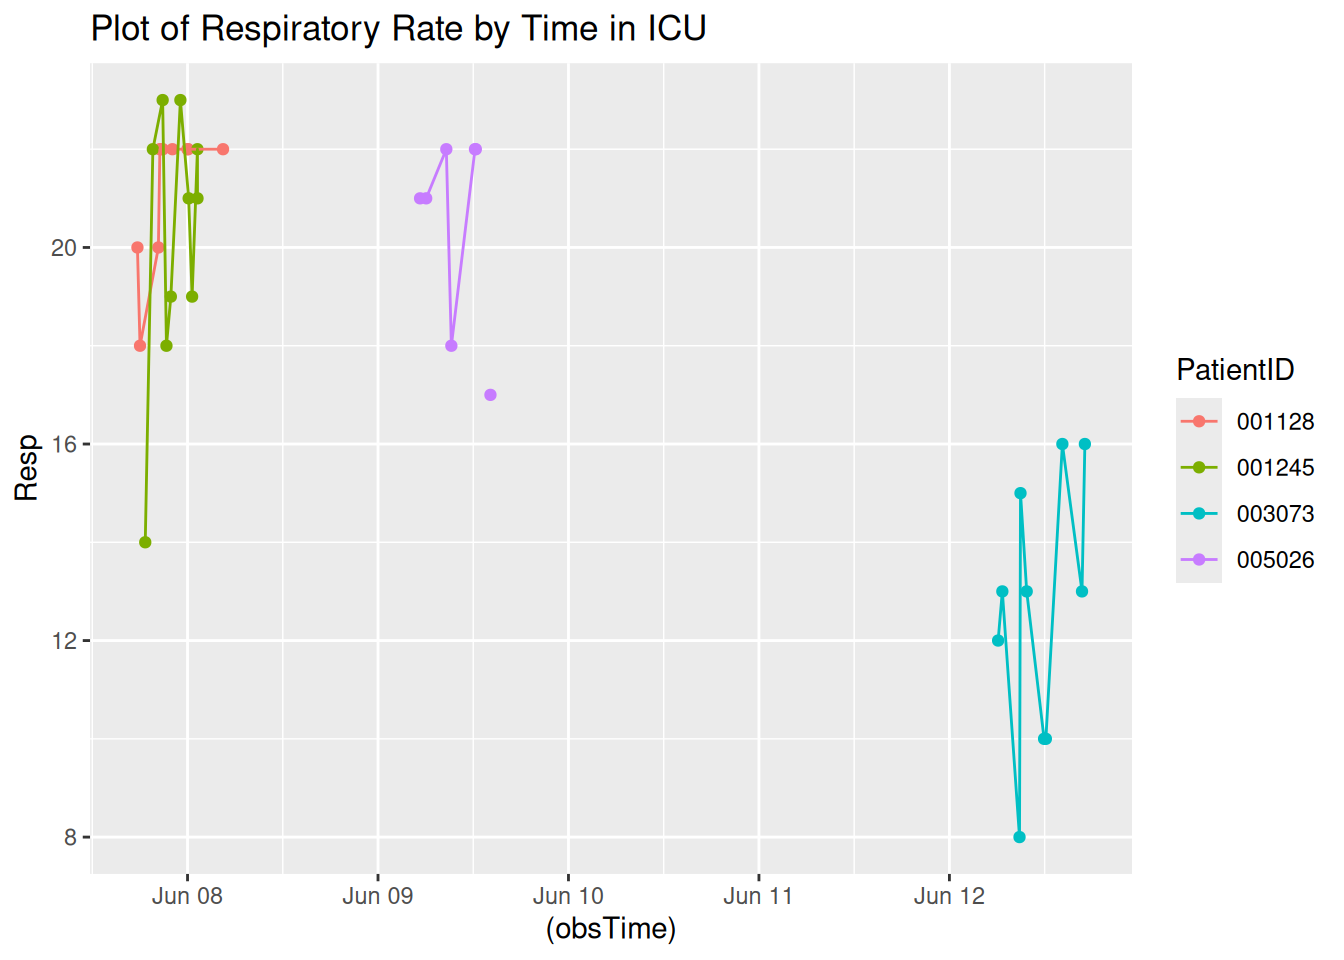 Plot of Respiratory Rate by Time in ICU
Resp
20
16
12
8
Jun 08 Jun 09 Jun 10 Jun 11 Jun 12
(obsTime)
PatientID
001128
001245
003073
005026